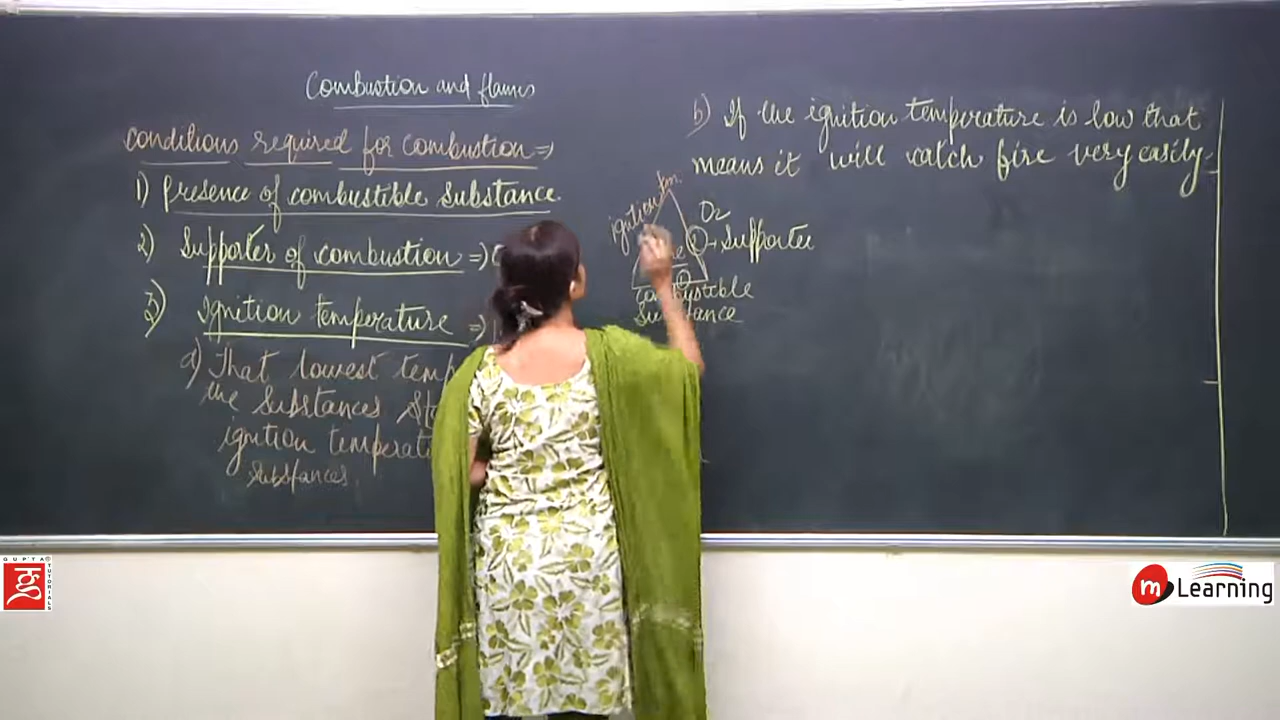 Combustion and flames
Conditions required for combustion =>
1) Presence of combustible substance
2) Supporter of combustion =>
3) Ignition temperature =>
a) That lowest temp
the substances
ignition temperat
substances.
b) If the ignition temperature is low that
means it will catch fire very easily.
ignition tem.
O2
Supporter
combustible
GUPTA
TUTORIALS
m Learning